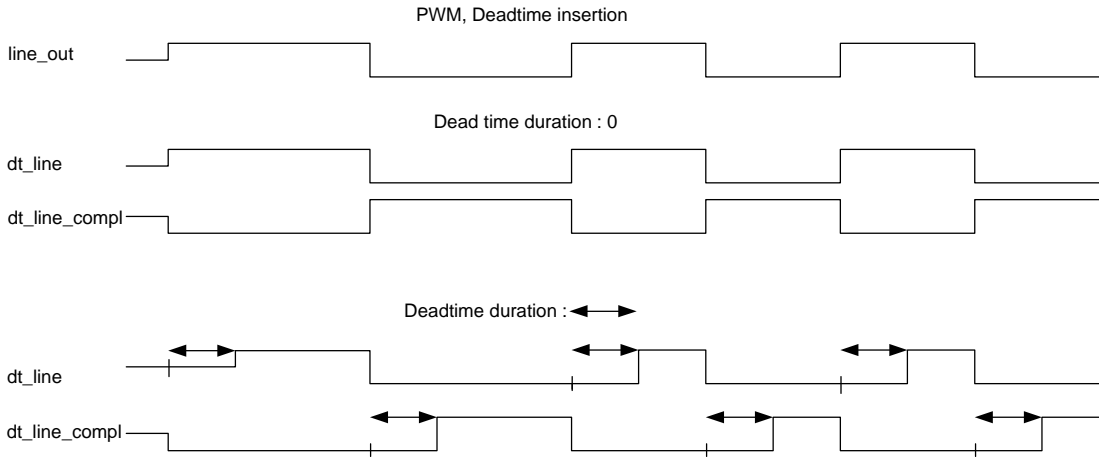 PWM, Deadtime insertion
line_out
Dead time duration : 0
dt_line
dt_line_compl
Deadtime duration :
dt_line
dt_line_compl